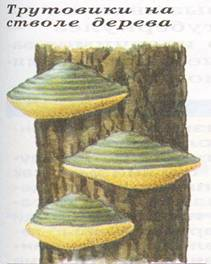 Трутовики на
стволе дерева